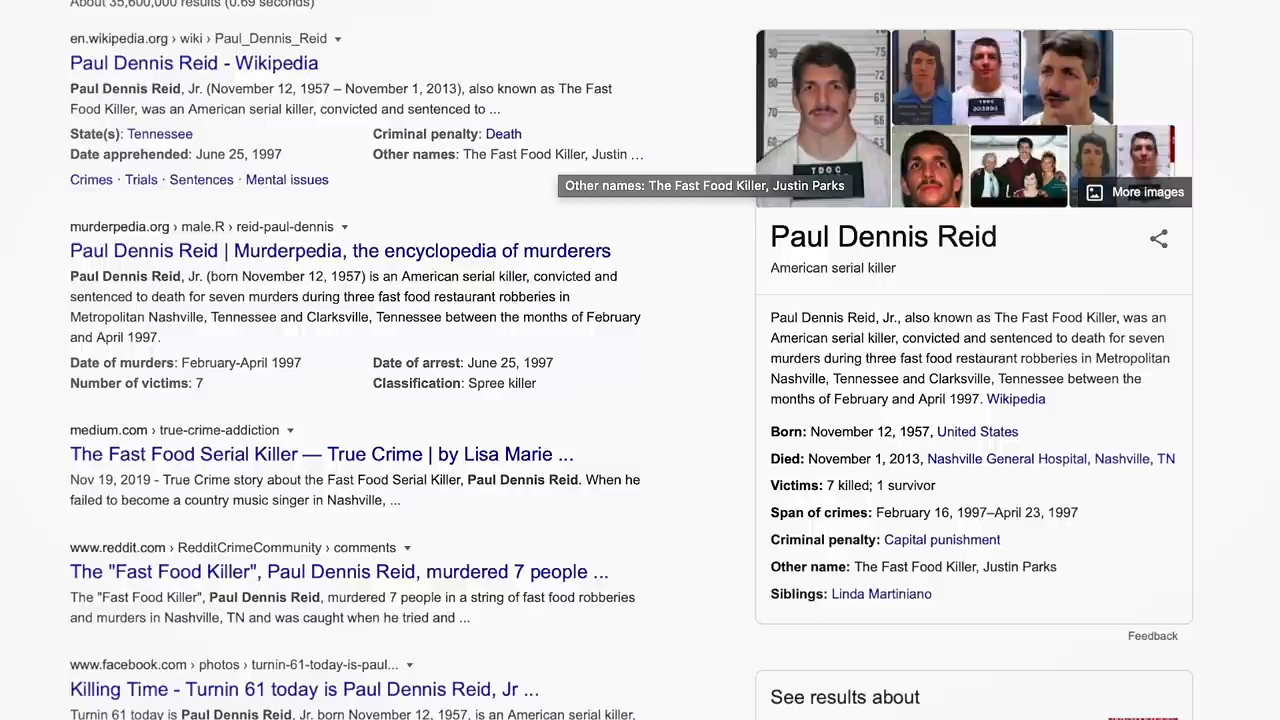 About 35,600,000 results (0.69 seconds)
en.wikipedia.org › wiki › Paul_Dennis_Reid
Paul Dennis Reid - Wikipedia
Paul Dennis Reid, Jr. (November 12, 1957 – November 1, 2013), also known as The Fast
Food Killer, was an American serial killer, convicted and sentenced to ...
State(s): Tennessee
Criminal penalty: Death
Date apprehended: June 25, 1997
Other names: The Fast Food Killer, Justin ...
Crimes · Trials · Sentences · Mental issues
Other names: The Fast Food Killer, Justin Parks
murderpedia.org › male.R › reid-paul-dennis
Paul Dennis Reid | Murderpedia, the encyclopedia of murderers
Paul Dennis Reid, Jr. (born November 12, 1957) is an American serial killer, convicted and
sentenced to death for seven murders during three fast food restaurant robberies in
Metropolitan Nashville, Tennessee and Clarksville, Tennessee between the months of February
and April 1997.
Date of murders: February-April 1997
Date of arrest: June 25, 1997
Number of victims: 7
Classification: Spree killer
medium.com › true-crime-addiction
The Fast Food Serial Killer — True Crime | by Lisa Marie ...
Nov 19, 2019 - True Crime story about the Fast Food Serial Killer, Paul Dennis Reid. When he
failed to become a country music singer in Nashville, ...
www.reddit.com › RedditCrimeCommunity › comments
The "Fast Food Killer", Paul Dennis Reid, murdered 7 people ...
The "Fast Food Killer", Paul Dennis Reid, murdered 7 people in a string of fast food robberies
and murders in Nashville, TN and was caught when he tried and ...
www.facebook.com › photos › turnin-61-today-is-paul...
Killing Time - Turnin 61 today is Paul Dennis Reid, Jr ...
Turnin 61 today is Paul Dennis Reid, Jr. born November 12, 1957, is an American serial killer,
TDOC
More images
Paul Dennis Reid
American serial killer
Paul Dennis Reid, Jr., also known as The Fast Food Killer, was an
American serial killer, convicted and sentenced to death for seven
murders during three fast food restaurant robberies in Metropolitan
Nashville, Tennessee and Clarksville, Tennessee between the
months of February and April 1997. Wikipedia
Born: November 12, 1957, United States
Died: November 1, 2013, Nashville General Hospital, Nashville, TN
Victims: 7 killed; 1 survivor
Span of crimes: February 16, 1997–April 23, 1997
Criminal penalty: Capital punishment
Other name: The Fast Food Killer, Justin Parks
Siblings: Linda Martiniano
Feedback
See results about